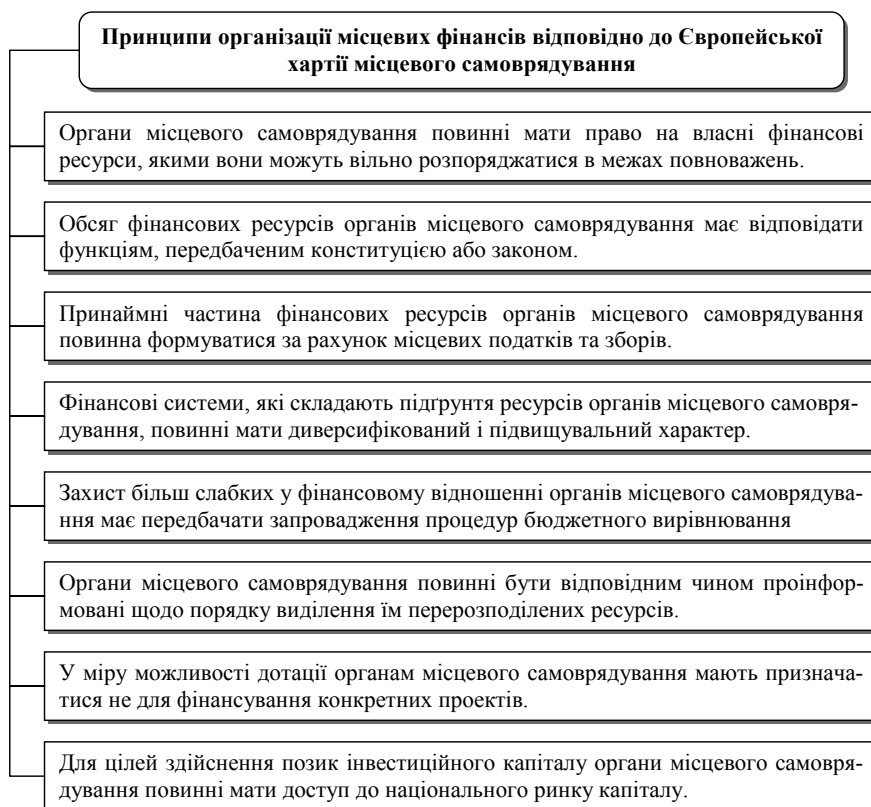 Принципи організації місцевих фінансів відповідно до Європейської
хартії місцевого самоврядування
Органи місцевого самоврядування повинні мати право на власні фінансові
ресурси, якими вони можуть вільно розпоряджатися в межах повноважень.
Обсяг фінансових ресурсів органів місцевого самоврядування має відповідати
функціям, передбаченим конституцією або законом.
Принаймні частина фінансових ресурсів органів місцевого самоврядування
повинна формуватися за рахунок місцевих податків та зборів.
Фінансові системи, які складають підґрунтя ресурсів органів місцевого самовря-
дування, повинні мати диверсифікований і підвищувальний характер.
Захист більш слабких у фінансовому відношенні органів місцевого самоврядува-
ння має передбачати запровадження процедур бюджетного вирівнювання
Органи місцевого самоврядування повинні бути відповідним чином проінфор-
мовані щодо порядку виділення їм перерозподілених ресурсів.
У міру можливості дотації органам місцевого самоврядування мають признача-
тися не для фінансування конкретних проектів.
Для цілей здійснення позик інвестиційного капіталу органи місцевого самовря-
дування повинні мати доступ до національного ринку капіталу.